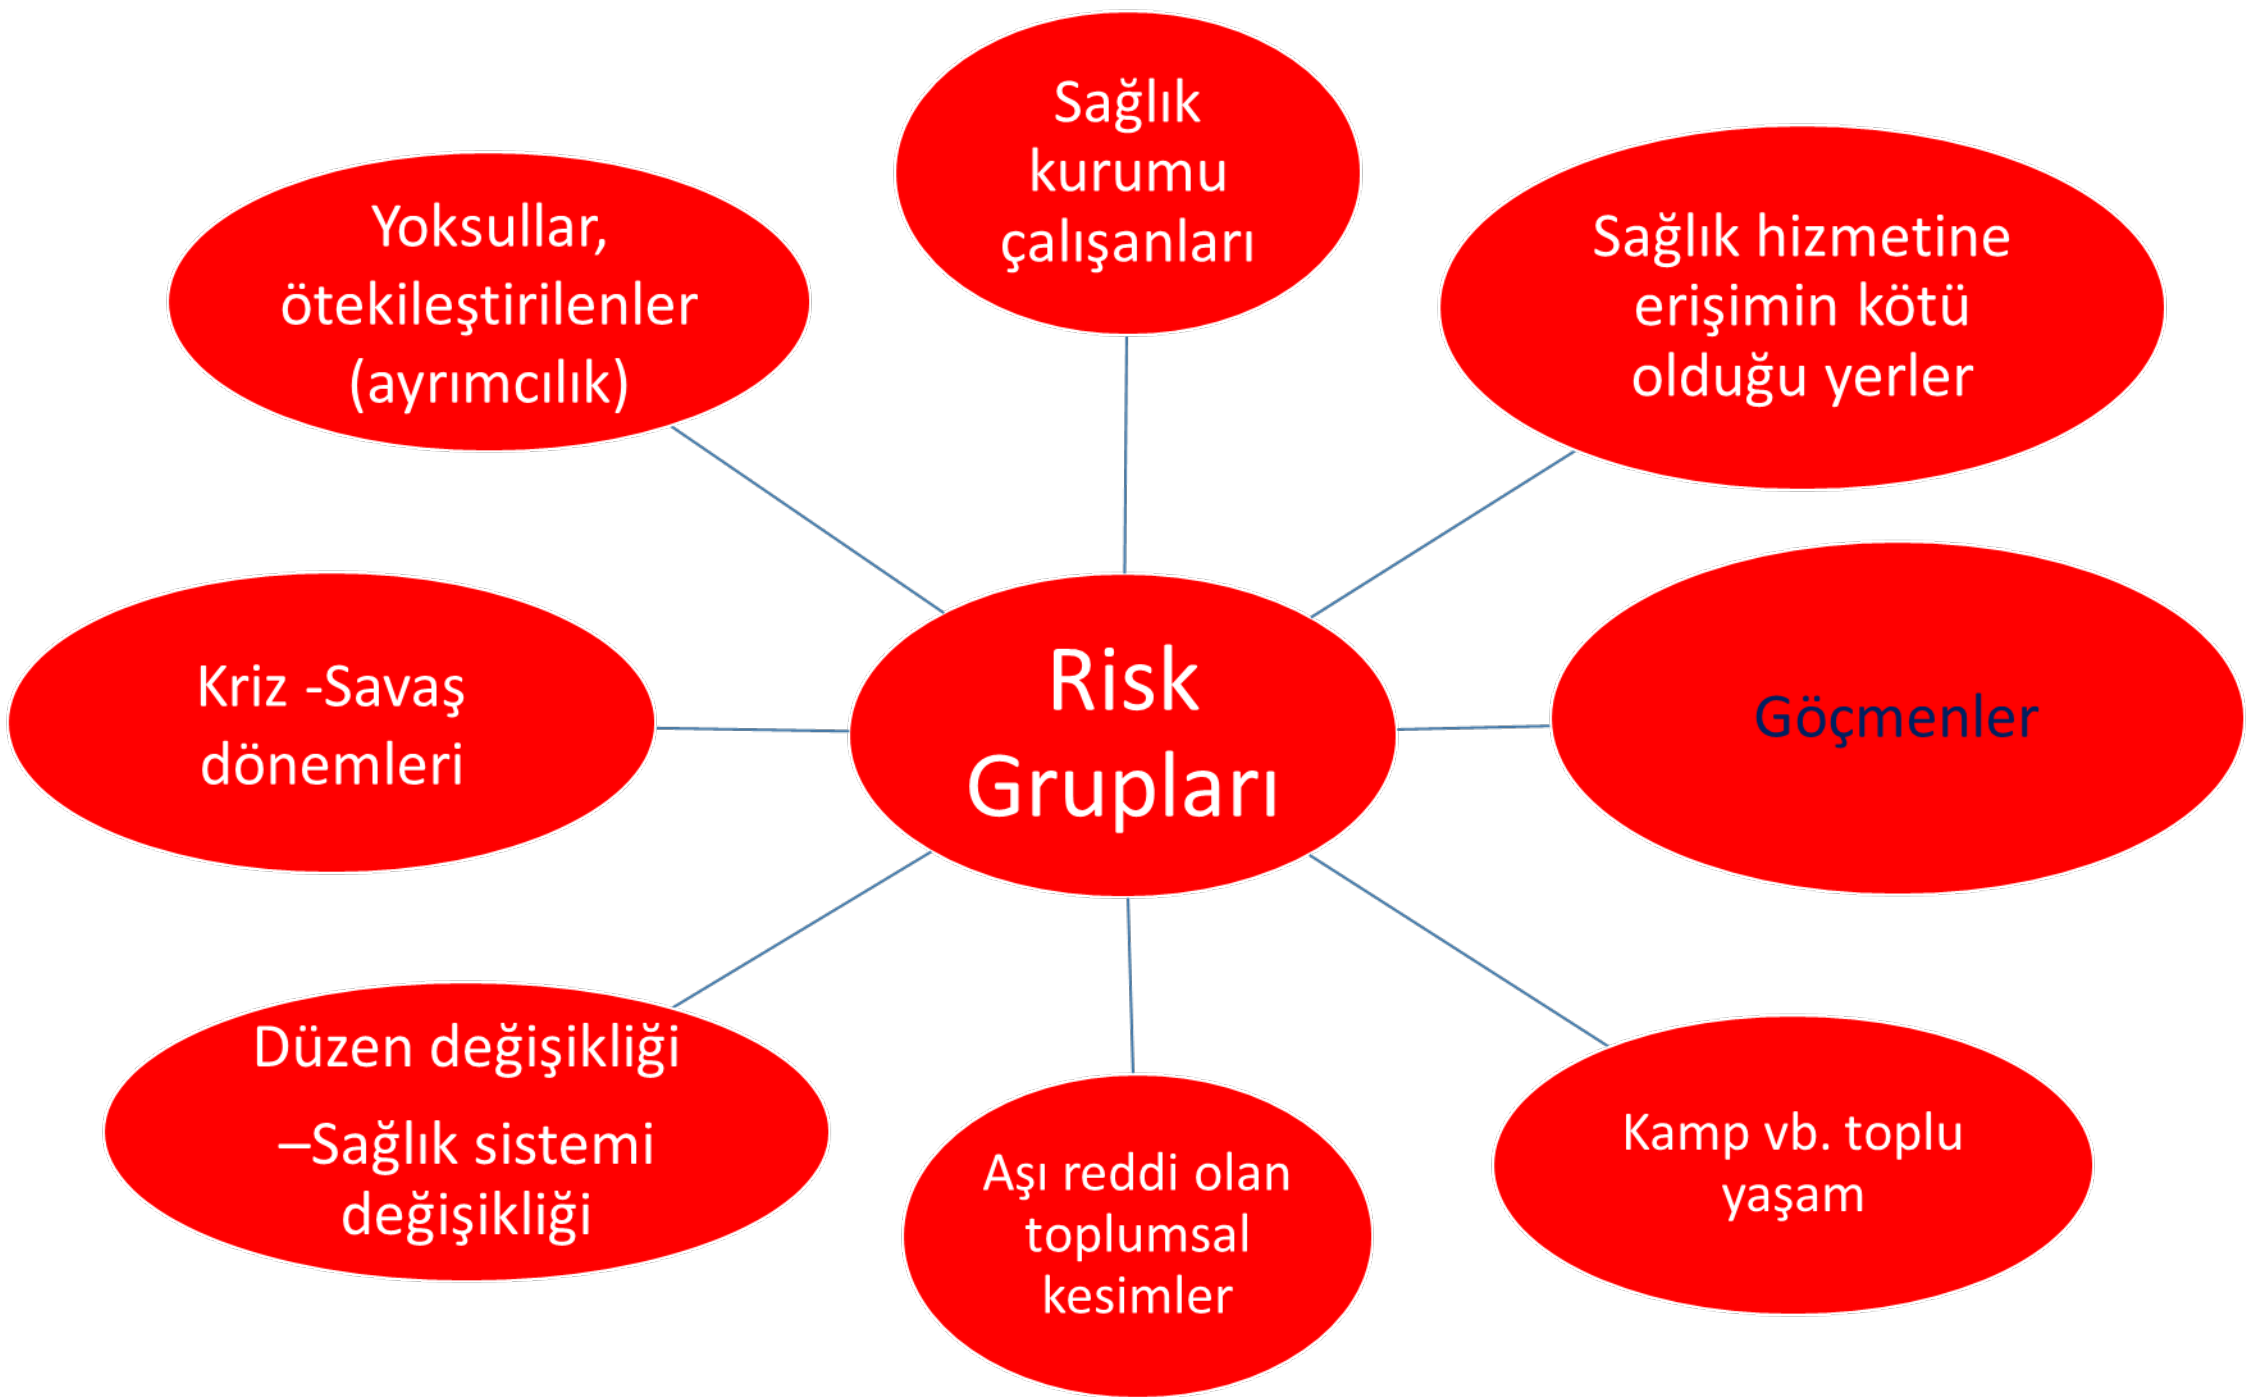 Sağlık
kurumu
çalışanları
Yoksullar,
ötekileştirilenler
(ayrımcılık)
Sağlık hizmetine
erişimin kötü
olduğu yerler
Kriz -Savaş
dönemleri
Risk
Grupları
Göçmenler
Düzen değişikliği
–Sağlık sistemi
değişikliği
Aşı reddi olan
toplumsal
kesimler
Kamp vb. toplu
yaşam